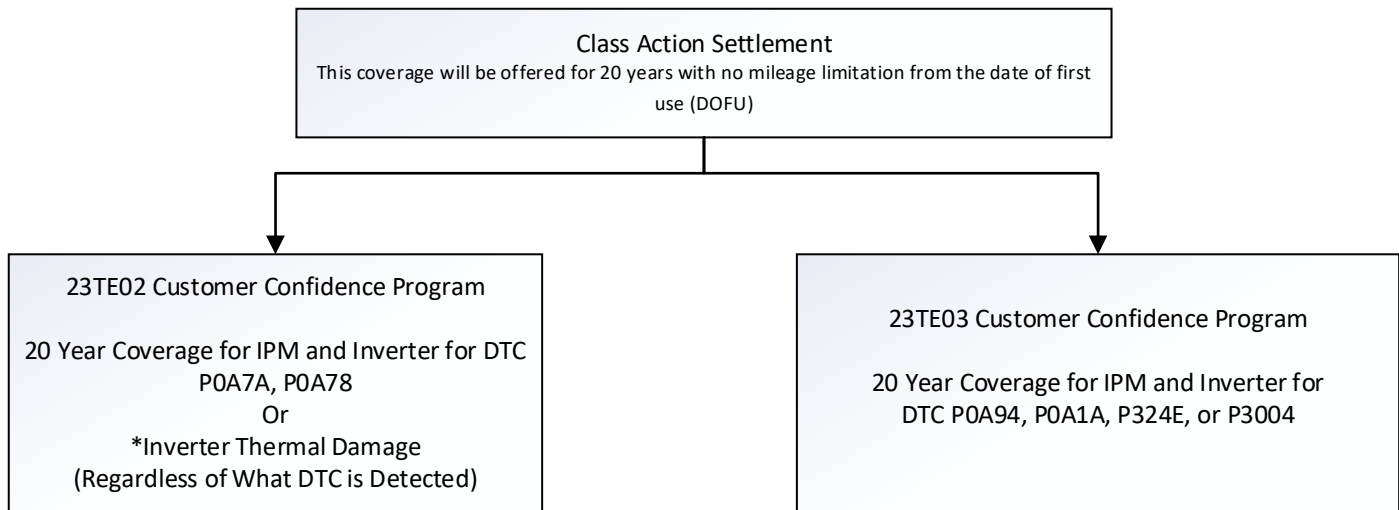 Class Action Settlement
This coverage will be offered for 20 years with no mileage limitation from the date of first
use (DOFU)
23TE02 Customer Confidence Program
20 Year Coverage for IPM and Inverter for DTC
P0A7A, P0A78
Or
*Inverter Thermal Damage
(Regardless of What DTC is Detected)
23TE03 Customer Confidence Program
20 Year Coverage for IPM and Inverter for
DTC P0A94, P0A1A, P324E, or P3004